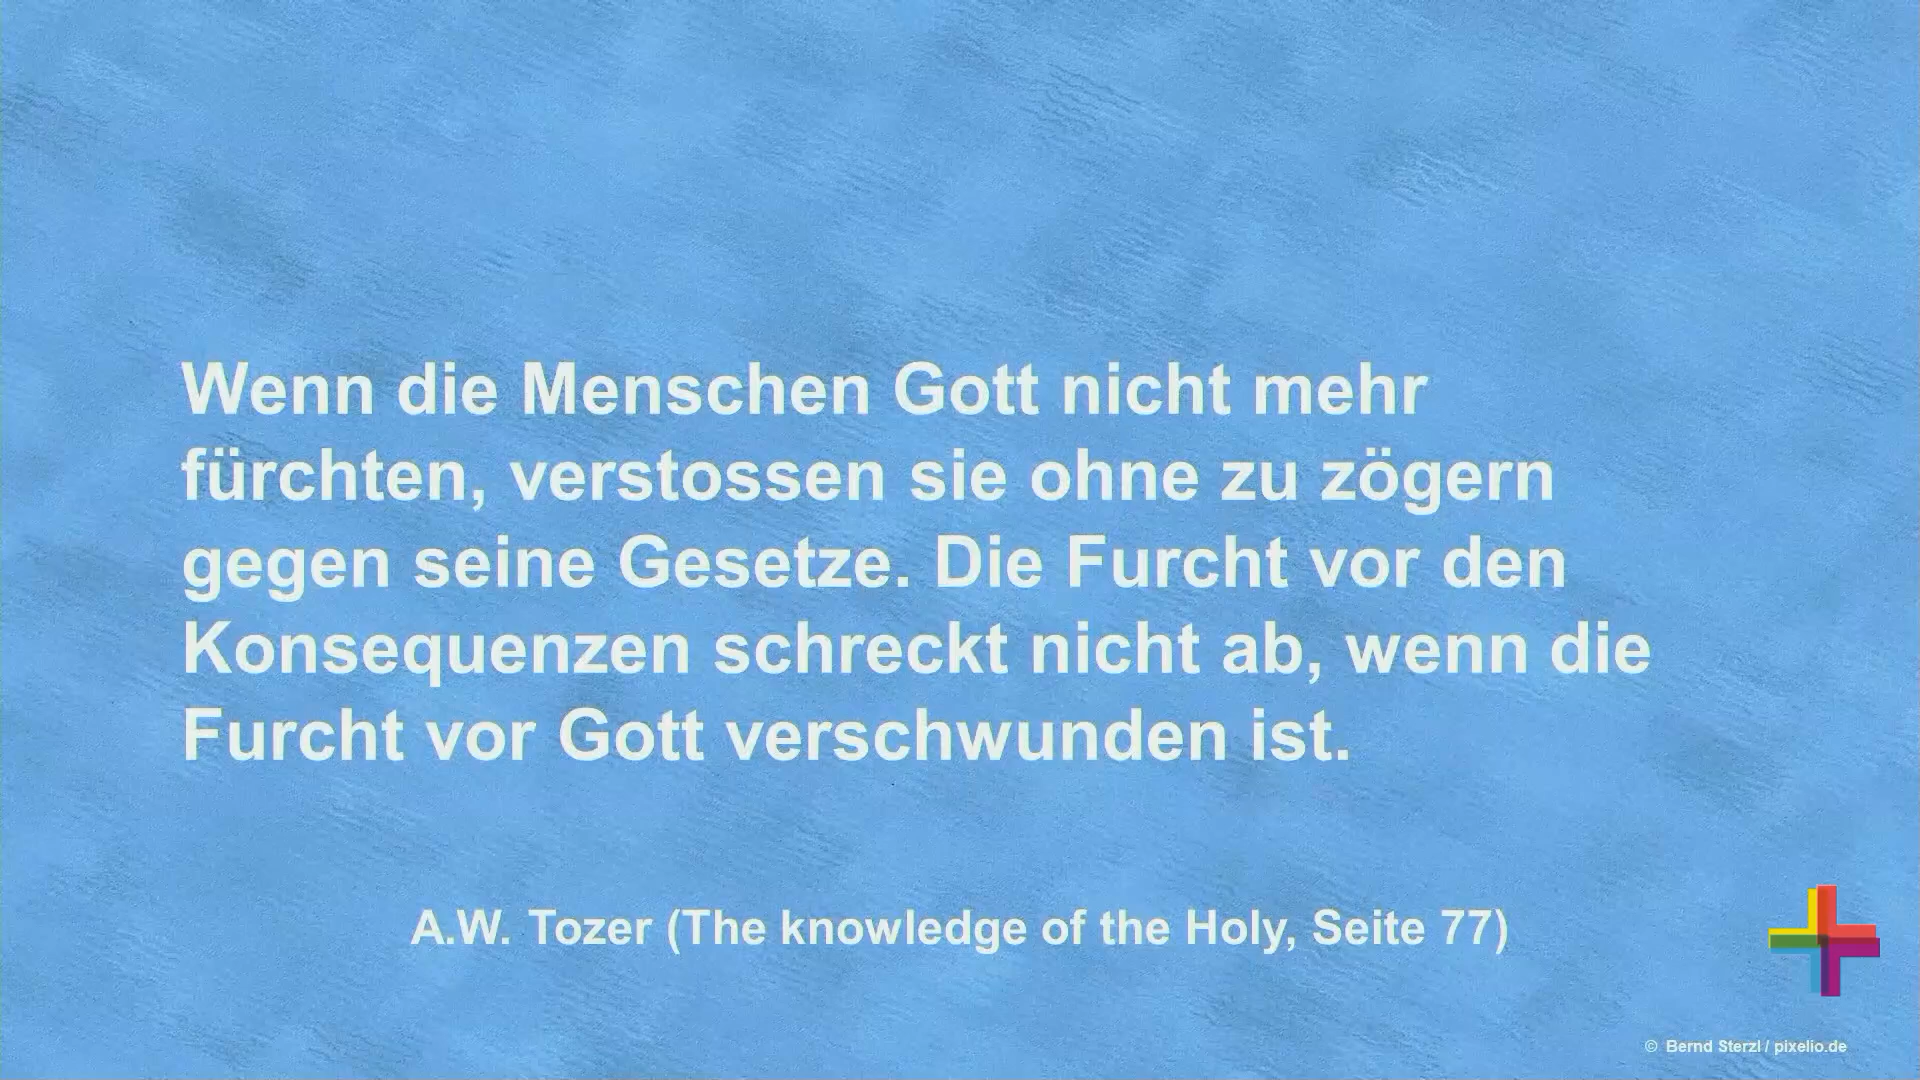 Wenn die Menschen Gott nicht mehr
fürchten, verstossen sie ohne zu zögern
gegen seine Gesetze. Die Furcht vor den
Konsequenzen schreckt nicht ab, wenn die
Furcht vor Gott verschwunden ist.
A.W. Tozer (The knowledge of the Holy, Seite 77)
© Bernd Sterzl / pixelio.de